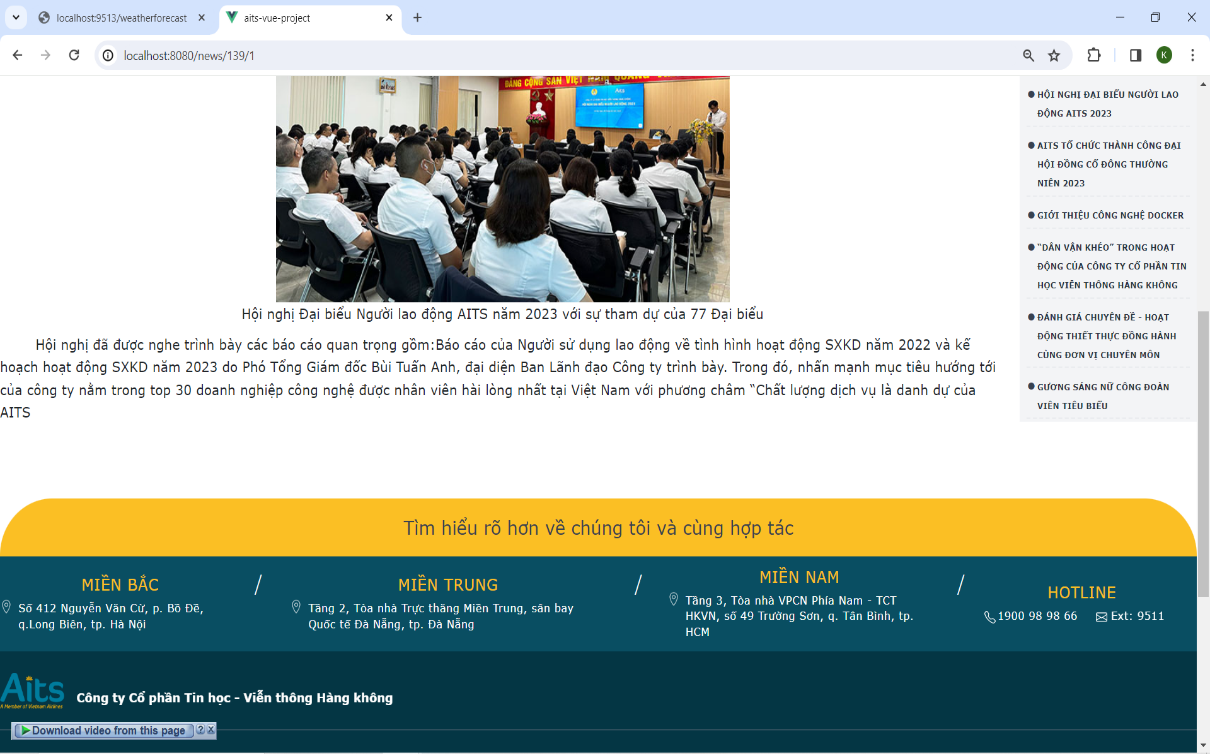 localhost:9513/weatherforecast
aits-vue-project
localhost:8080/news/139/1
K
ĐẢNG CỘNG SẢN VIỆT NAM QUANG VINH
Aits
Hội nghị Đại biểu Người lao động AITS năm 2023 với sự tham dự của 77 Đại biểu
Hội nghị đã được nghe trình bày các báo cáo quan trọng gồm:Báo cáo của Người sử dụng lao động về tình hình hoạt động SXKD năm 2022 và kế
hoạch hoạt động SXKD năm 2023 do Phó Tổng Giám đốc Bùi Tuấn Anh, đại diện Ban Lãnh đạo Công ty trình bày. Trong đó, nhấn mạnh mục tiêu hướng tới
của công ty nằm trong top 30 doanh nghiệp công nghệ được nhân viên hài lòng nhất tại Việt Nam với phương châm “Chất lượng dịch vụ là danh dự của
AITS
HỘI NGHỊ ĐẠI BIỂU NGƯỜI LAO
ĐỘNG AITS 2023
AITS TỔ CHỨC THÀNH CÔNG ĐẠI
HỘI ĐỒNG CỔ ĐÔNG THƯỜNG
NIÊN 2023
GIỚI THIỆU CÔNG NGHỆ DOCKER
“DÂN VẬN KHÉO” TRONG HOẠT
ĐỘNG CỦA CÔNG TY CỔ PHẦN TIN
HỌC VIỄN THÔNG HÀNG KHÔNG
ĐÁNH GIÁ CHUYÊN ĐỀ - HOẠT
ĐỘNG THIẾT THỰC ĐỒNG HÀNH
CÙNG ĐƠN VỊ CHUYÊN MÔN
GƯƠNG SÁNG NỮ CÔNG ĐOÀN
VIÊN TIÊU BIỂU
Tìm hiểu rõ hơn về chúng tôi và cùng hợp tác
MIỀN BẮC
Số 412 Nguyễn Văn Cừ, p. Bồ Đề,
q.Long Biên, tp. Hà Nội
/
MIỀN TRUNG
Tầng 2, Tòa nhà Trực thăng Miền Trung, sân bay
Quốc tế Đà Nẵng, tp. Đà Nẵng
/
MIỀN NAM
Tầng 3, Tòa nhà VPCN Phía Nam - TCT
HKVN, số 49 Trường Sơn, q. Tân Bình, tp.
HCM
/
HOTLINE
1900 98 98 66 Ext: 9511
Aits
A Member of Vietnam Airlines
Công ty Cổ phần Tin học - Viễn thông Hàng không
Download video from this page ? X